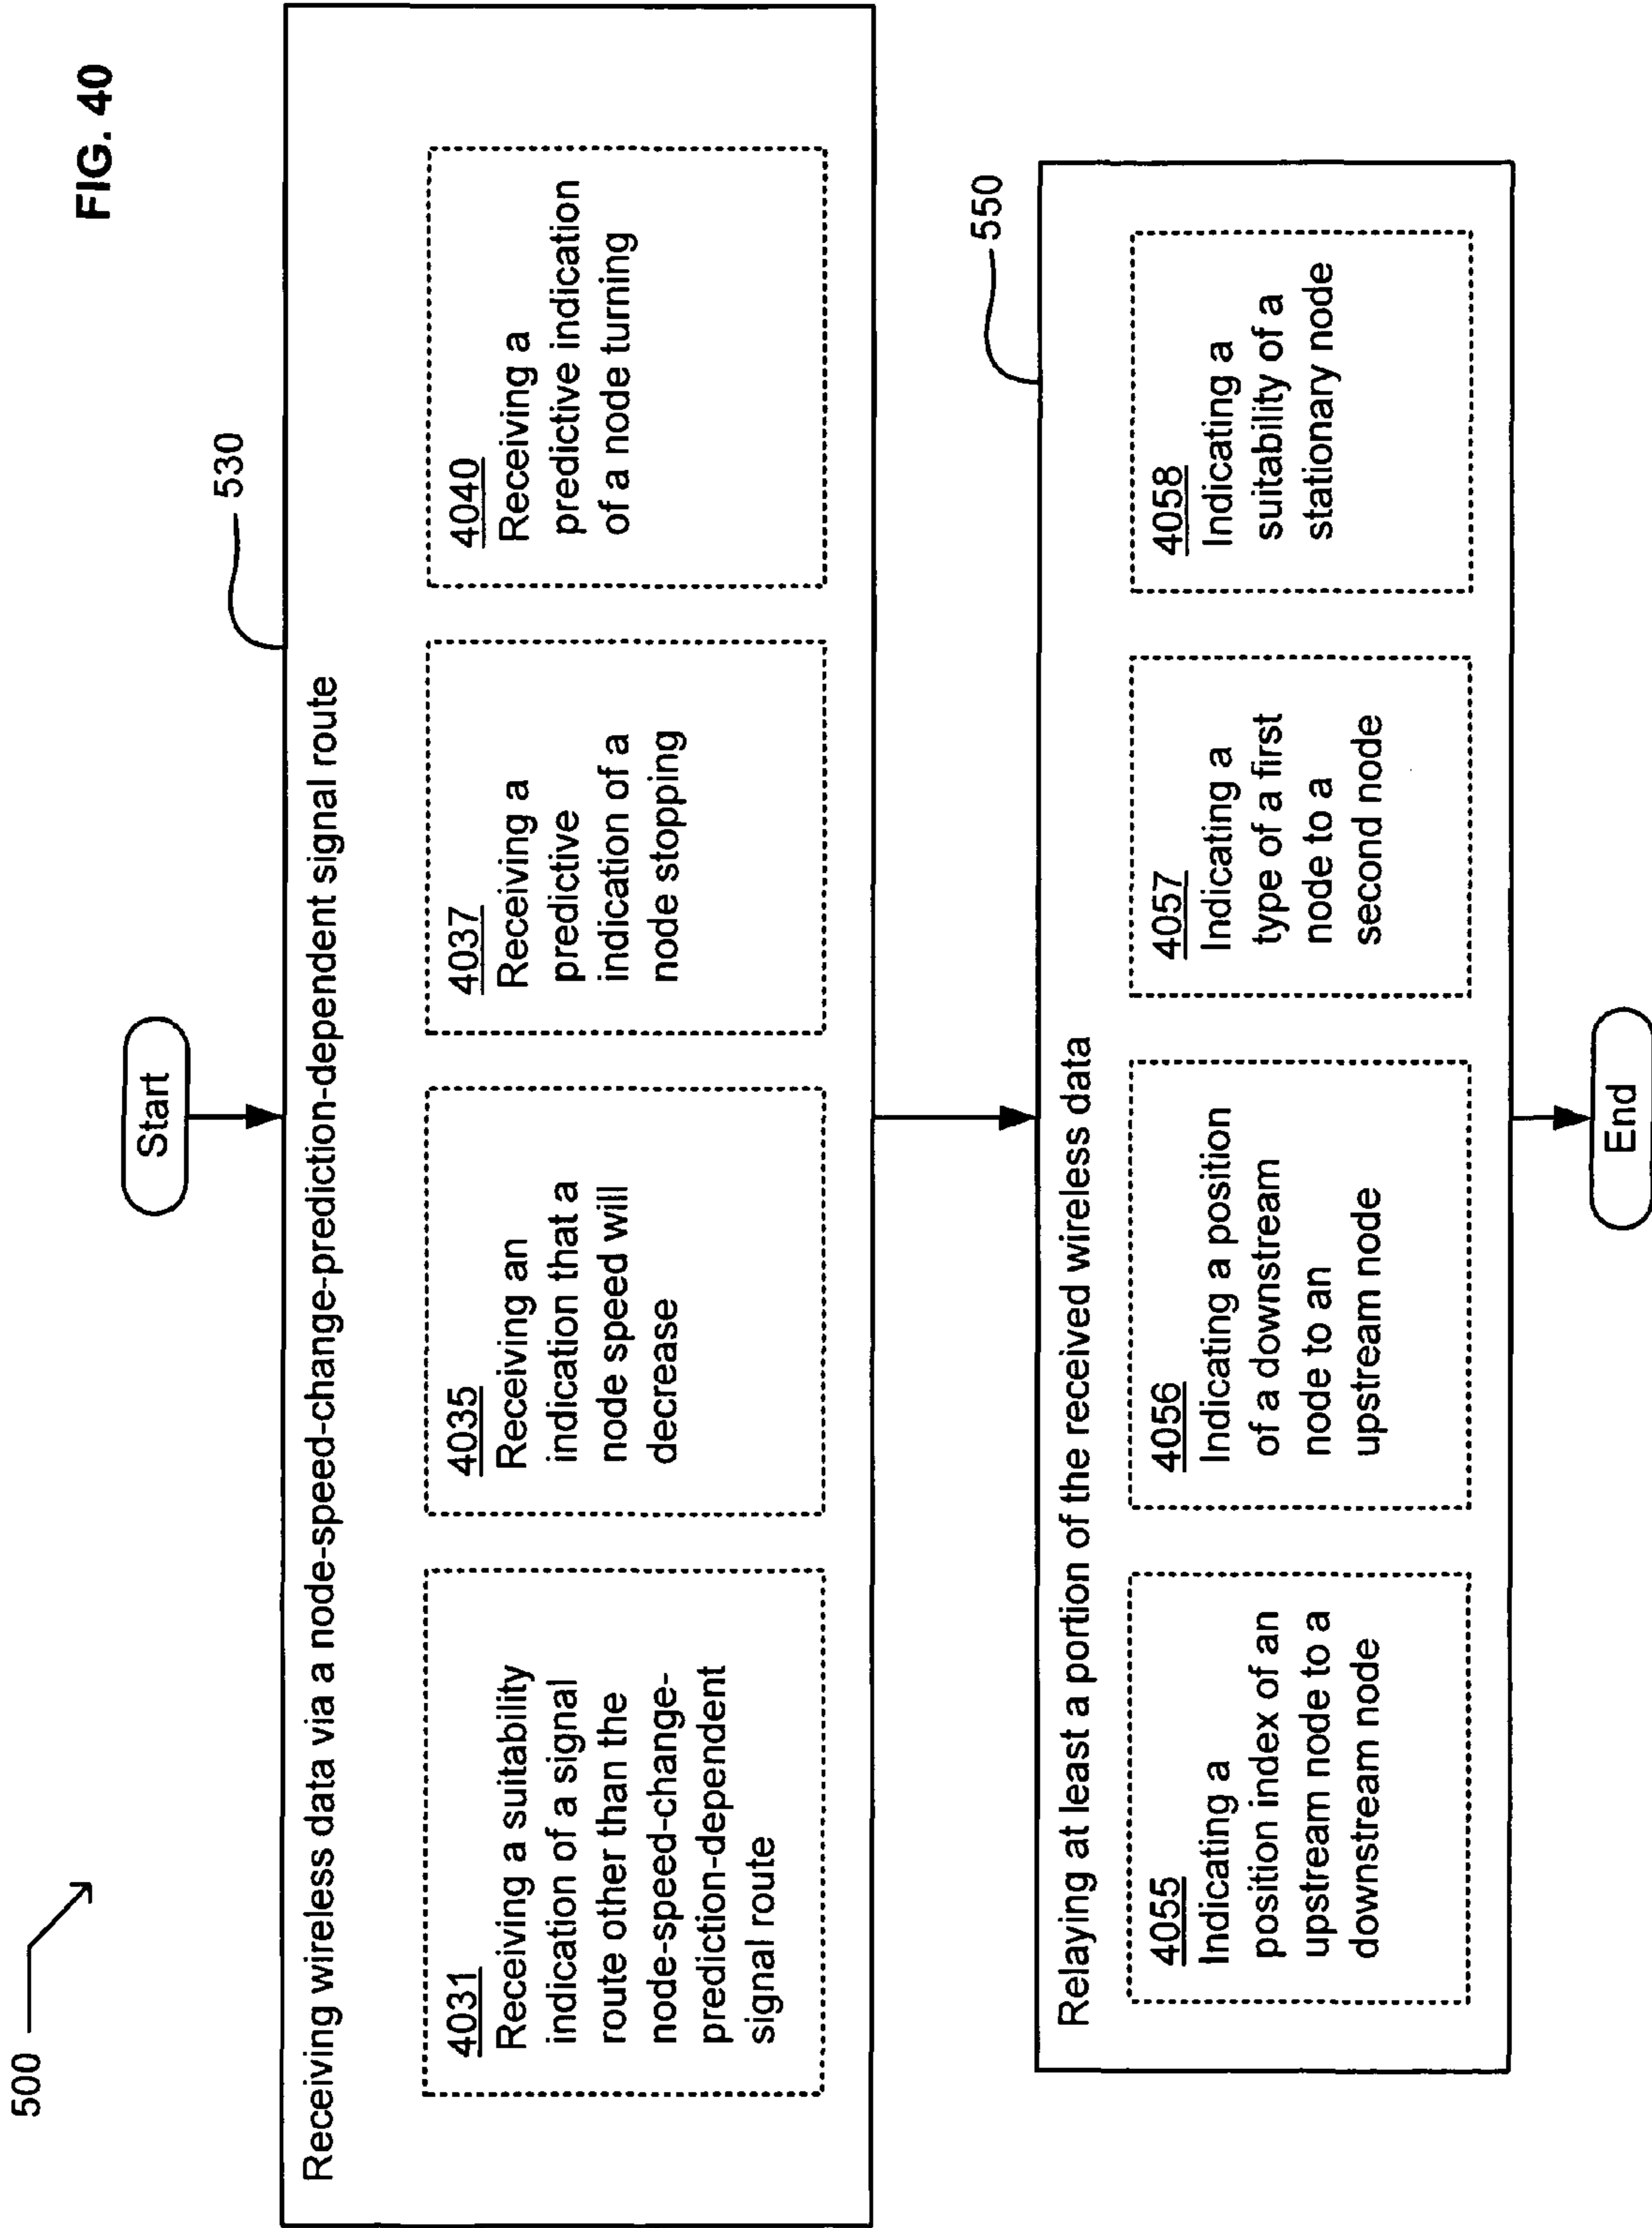 FIG. 40
500
Start
530
Receiving wireless data via a node-speed-change-prediction-dependent signal route
4031
Receiving a suitability
indication of a signal
route other than the
node-speed-change-
prediction-dependent
signal route
4035
Receiving an
indication that a
node speed will
decrease
4037
Receiving a
predictive
indication of a
node stopping
4040
Receiving a
predictive indication
of a node turning
550
Relaying at least a portion of the received wireless data
4055
Indicating a
position index of an
upstream node to a
downstream node
4056
Indicating a position
of a downstream
node to an
upstream node
4057
Indicating a
type of a first
node to a
second node
4058
Indicating a
suitability of a
stationary node
End